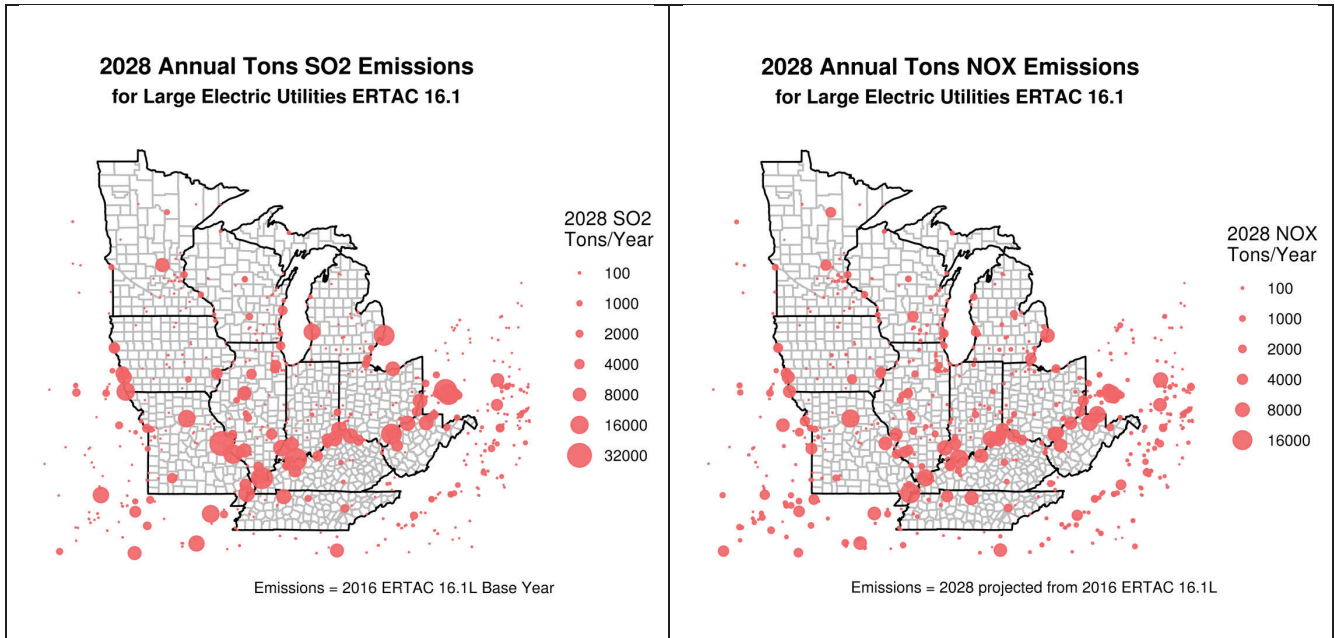 2028 Annual Tons SO2 Emissions
for Large Electric Utilities ERTAC 16.1
2028 SO2
Tons/Year
100
1000
2000
4000
8000
16000
32000
Emissions = 2016 ERTAC 16.1L Base Year
2028 Annual Tons NOX Emissions
for Large Electric Utilities ERTAC 16.1
2028 NOX
Tons/Year
100
1000
2000
4000
8000
16000
Emissions = 2028 projected from 2016 ERTAC 16.1L